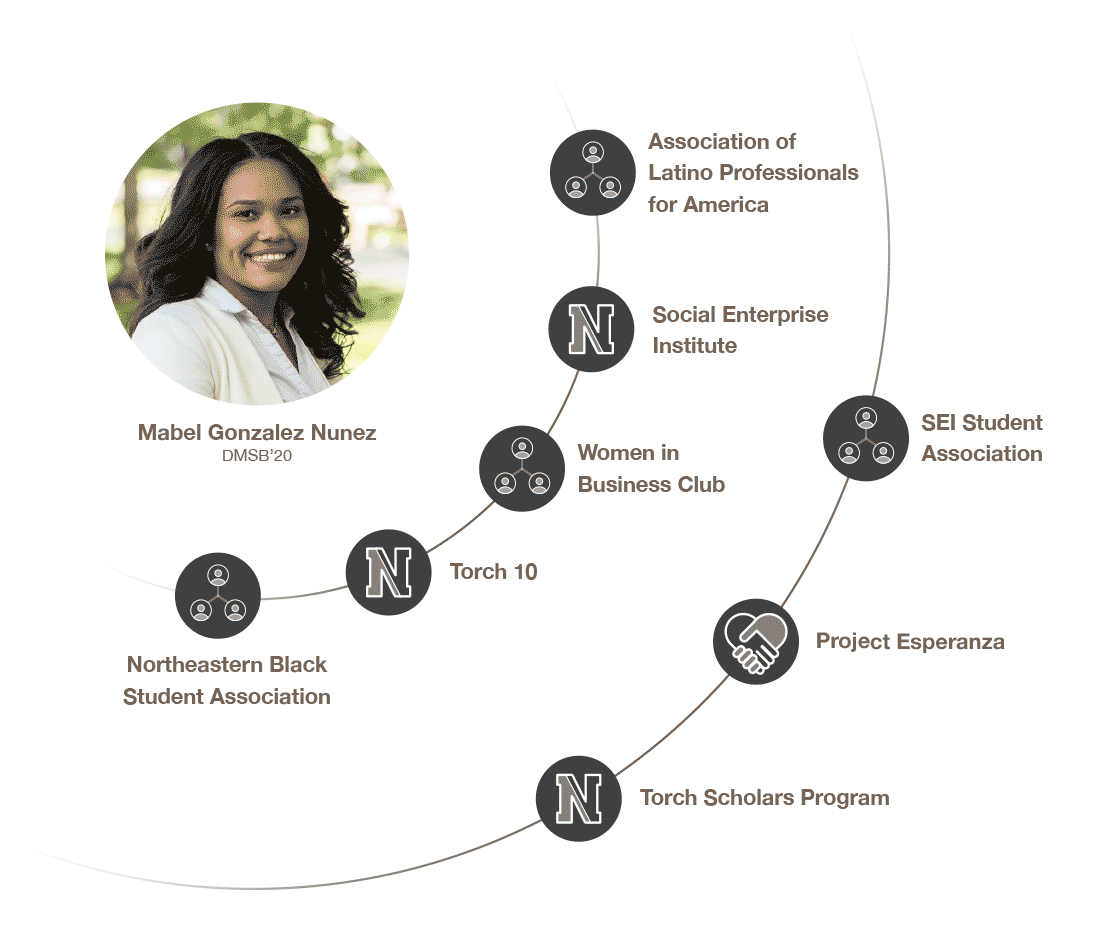 Association of
Latino Professionals
for America
Social Enterprise
Institute
Mabel Gonzalez Nunez
DMSB’20
SEI Student
Association
Women in
Business Club
Torch 10
Project Esperanza
Northeastern Black
Student Association
Torch Scholars Program